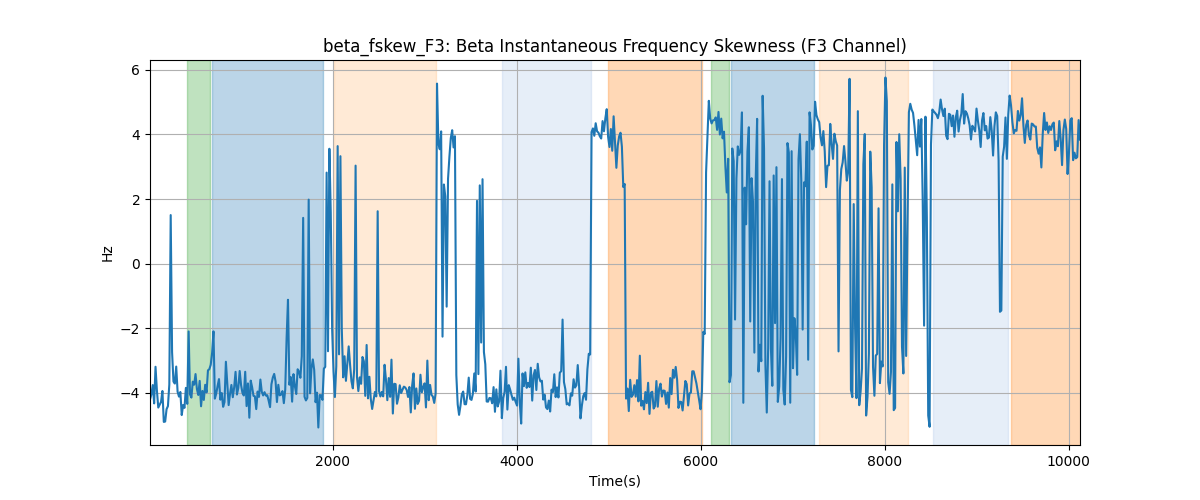 beta_fskew_F3: Beta Instantaneous Frequency Skewness (F3 Channel)
6
4
2
0
−2
−4
Hz
2000 4000 6000 8000 10000
Time(s)